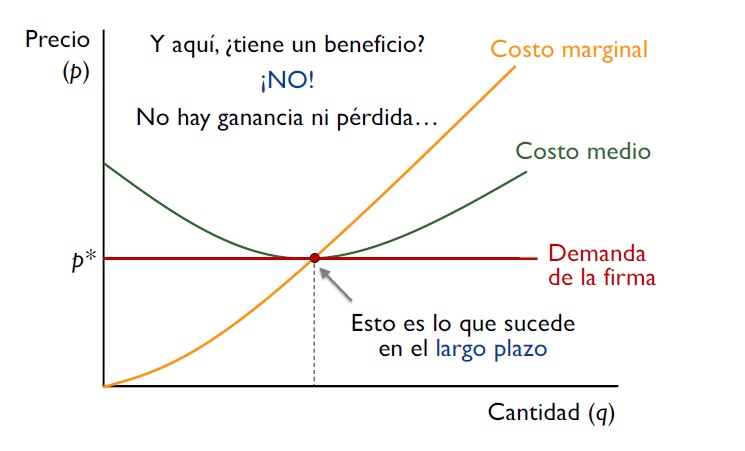 Precio
(p)
Y aquí, ¿tiene un beneficio?
¡NO!
No hay ganancia ni pérdida…
Costo marginal
Costo medio
p*
Demanda
de la firma
Esto es lo que sucede
en el largo plazo
Cantidad (q)